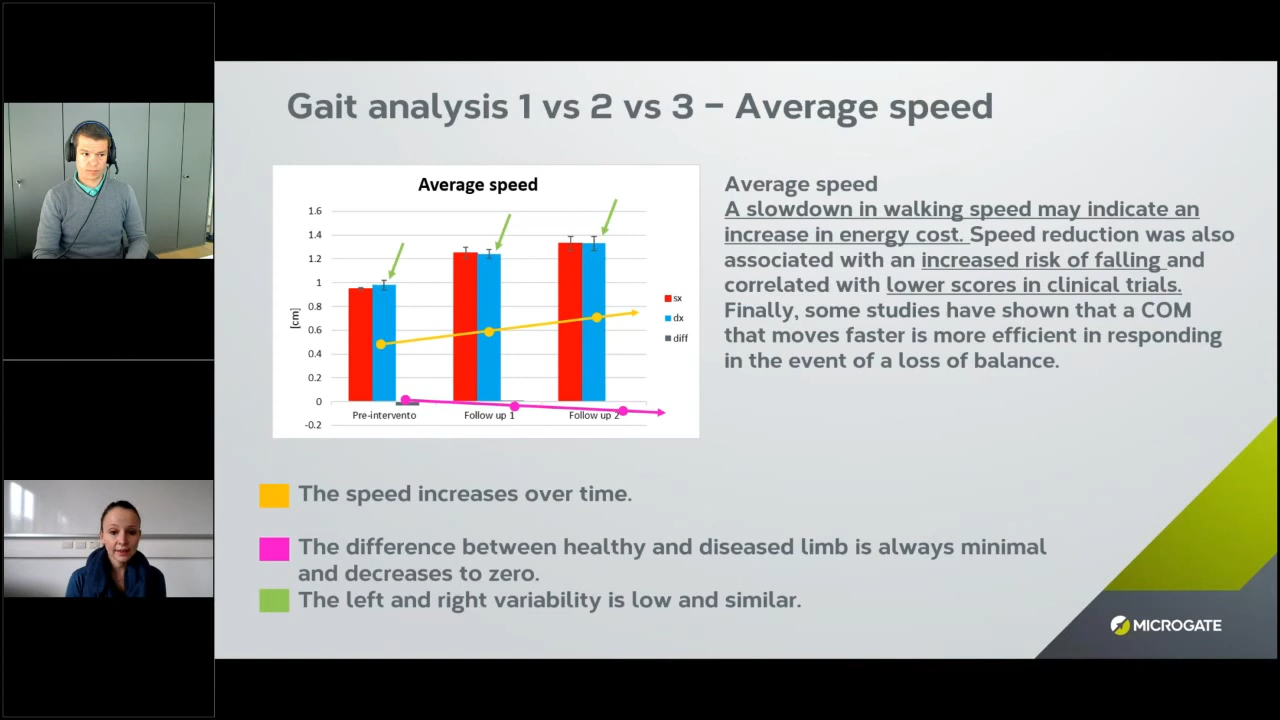 Gait analysis 1 vs 2 vs 3 – Average speed
Average speed
1.6
1.4
1.2
1
0.8
0.6
0.4
0.2
0
-0.2
[cm]
Pre-intervento
Follow up 1
Follow up 2
sx
dx
diff
Average speed
A slowdown in walking speed may indicate an
increase in energy cost. Speed reduction was also
associated with an increased risk of falling and
correlated with lower scores in clinical trials.
Finally, some studies have shown that a COM
that moves faster is more efficient in responding
in the event of a loss of balance.
The speed increases over time.
The difference between healthy and diseased limb is always minimal
and decreases to zero.
The left and right variability is low and similar.
MICROGATE